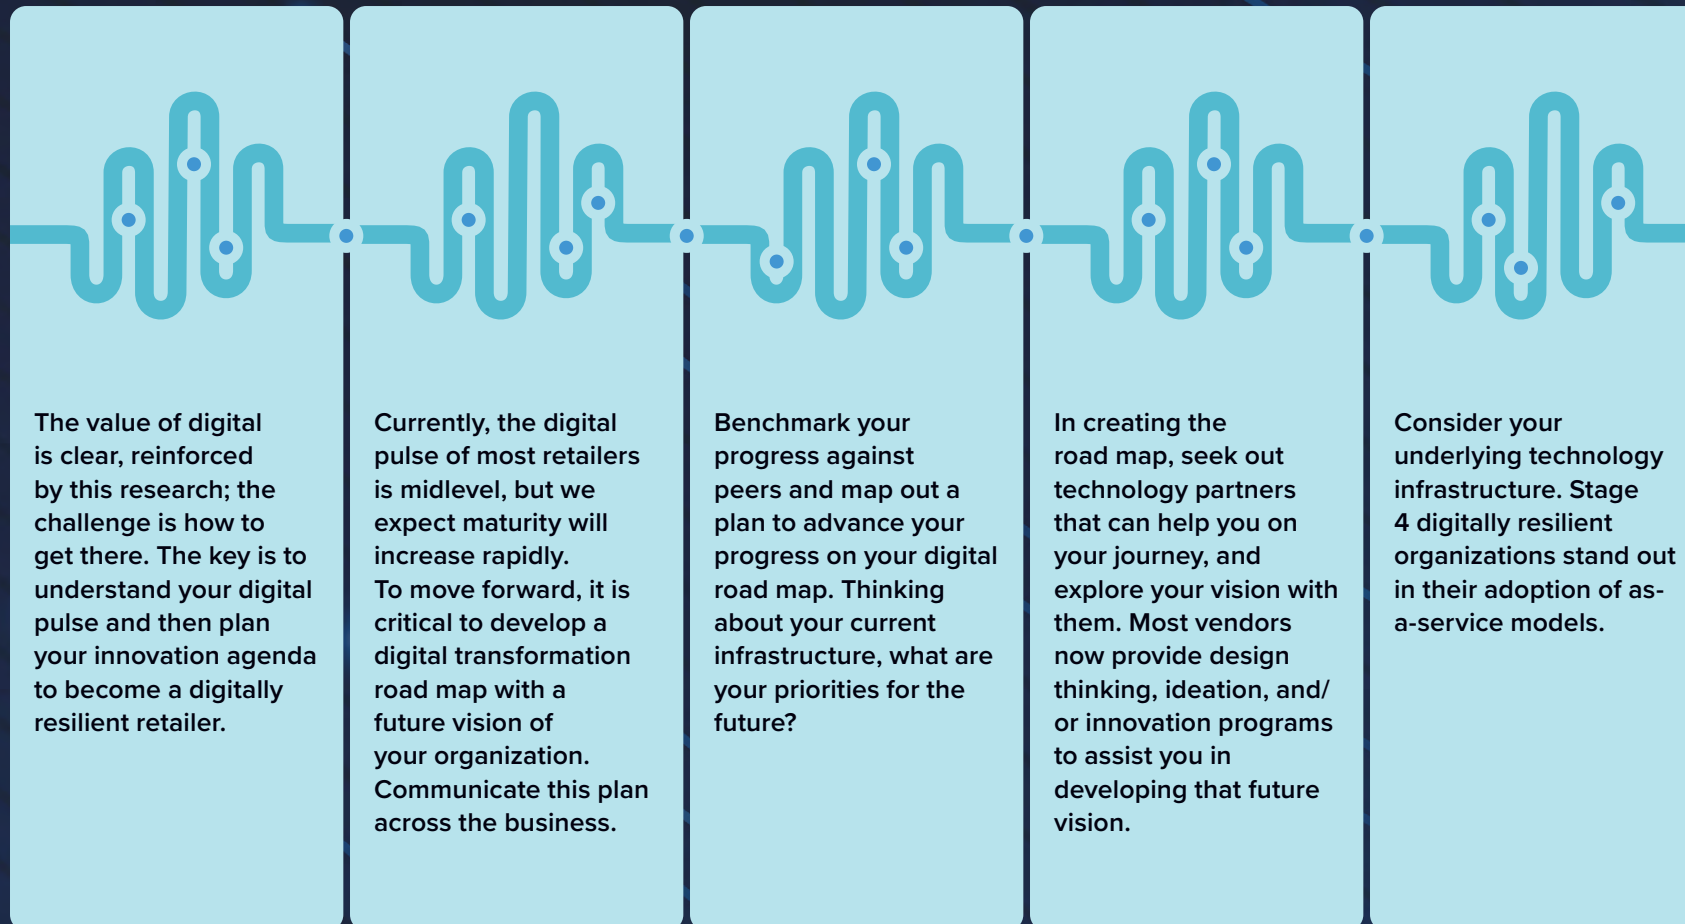 The value of digital
is clear, reinforced
by this research; the
challenge is how to
get there. The key is to
understand your digital
pulse and then plan
your innovation agenda
to become a digitally
resilient retailer.
Currently, the digital
pulse of most retailers
is midlevel, but we
expect maturity will
increase rapidly.
To move forward, it is
critical to develop a
digital transformation
road map with a
future vision of
your organization.
Communicate this plan
across the business.
Benchmark your
progress against
peers and map out a
plan to advance your
progress on your digital
road map. Thinking
about your current
infrastructure, what are
your priorities for the
future?
In creating the
road map, seek out
technology partners
that can help you on
your journey, and
explore your vision with
them. Most vendors
now provide design
thinking, ideation, and/
or innovation programs
to assist you in
developing that future
vision.
Consider your
underlying technology
infrastructure. Stage
4 digitally resilient
organizations stand out
in their adoption of as-
a-service models.